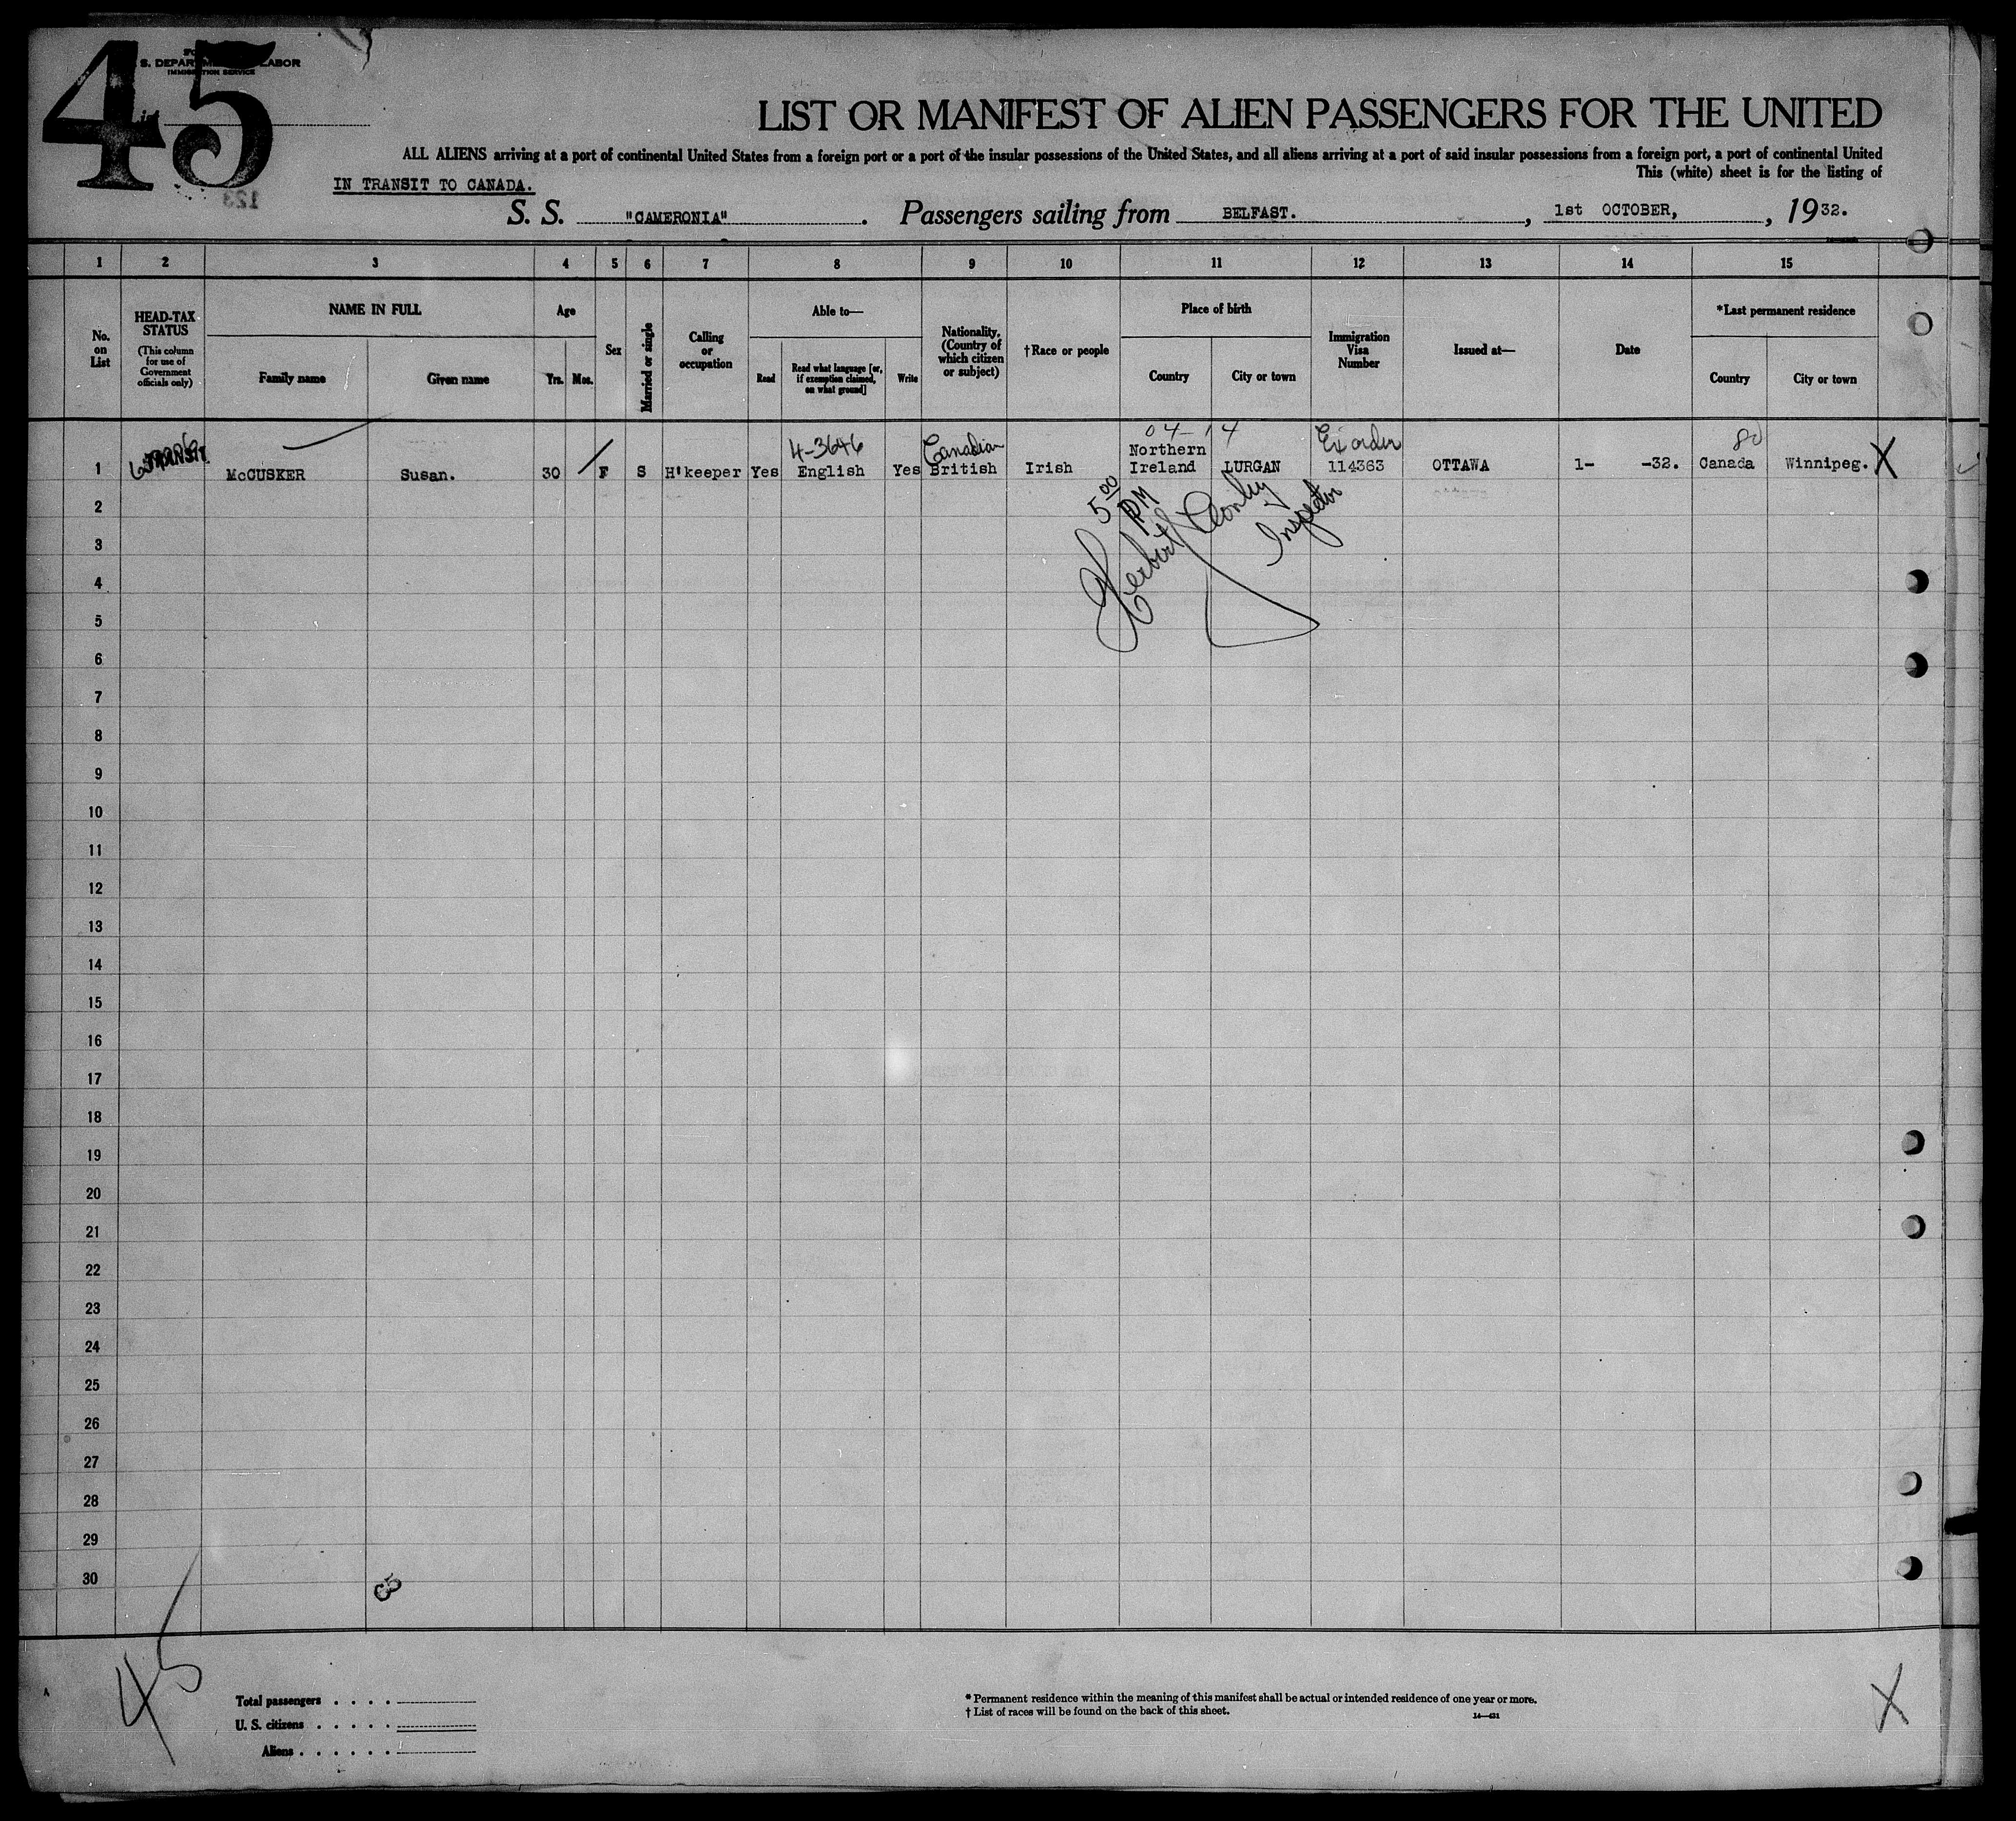 45
S. DEPAR LABOR
IMMIGRATION SERVICE
LIST OR MANIFEST OF ALIEN PASSENGERS FOR THE UNITED
ALL ALIENS arriving at a port of continental United States from a foreign port or a port of the insular possessions of the United States, and all aliens arriving at a port of said insular possessions from a foreign port, a port of continental United
This (white) sheet is for the listing of
IN TRANSIT TO CANADA.
123
S. S. "CAMERONIA". Passengers sailing from BELFAST., 1st OCTOBER, , 1932.
1 2 3 4 5 6 7 8 9 10 11 12 13 14 15
No. on List
HEAD-TAX STATUS
(This column for use of Government officials only)
NAME IN FULL
Family name
Given name
Age
Yrs. Mos.
Sex
Married or single
Calling or occupation
Able to—
Read
Read what language [or, if exemption claimed, on what ground]
Write
Nationality. (Country of which citizen or subject)
†Race or people
Place of birth
Country
City or town
Immigration Visa Number
Issued at—
Date
*Last permanent residence
Country
City or town
4-3646 Canadian 04-14 Ex order 80
Northern
1 TRANSIT McCUSKER Susan. 30 F S H'keeper Yes English Yes British Irish Ireland LURGAN 114363 OTTAWA 1- -32. Canada Winnipeg. X
5 00 PM
Herbert
Inspector
2
3
4
5
6
7
8
9
10
11
12
13
14
15
16
17
18
19
20
21
22
23
24
25
26
27
28
29
30
45
Total passengers . . . .
U. S. citizens . . . . .
Aliens . . . . . .
* Permanent residence within the meaning of this manifest shall be actual or intended residence of one year or more.
† List of races will be found on the back of this sheet.
14—431
X